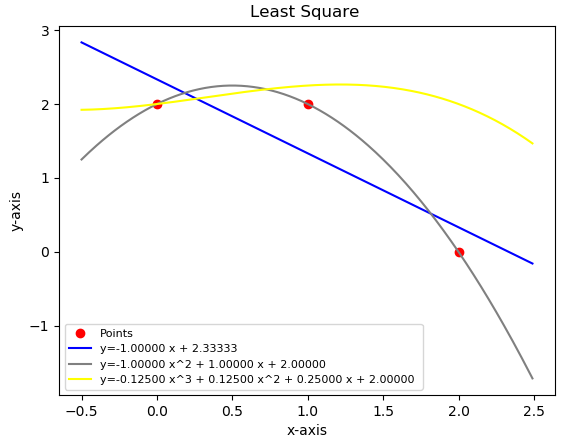 Least Square
3
2
1
0
−1
y-axis
Points
y=-1.00000 x + 2.33333
y=-1.00000 x^2 + 1.00000 x + 2.00000
y=-0.12500 x^3 + 0.12500 x^2 + 0.25000 x + 2.00000
−0.5 0.0 0.5 1.0 1.5 2.0 2.5
x-axis